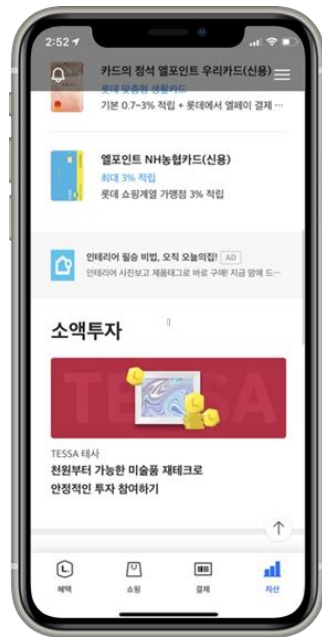 2:52
카드의 정석 엘포인트 우리카드(신용)
롯데 맞춤형 생활카드
기본 0.7~3% 적립 + 롯데에서 엘페이 결제 …
엘포인트 NH농협카드(신용)
최대 3% 적립
롯데 쇼핑계열 가맹점 3% 적립
인테리어 필승 비법, 오직 오늘의집! AD
인테리어 사진보고 제품태그로 바로 구매! 지금 앱에 드…
소액투자
TESSA
TESSA 테사
천원부터 가능한 미술품 재테크로
안정적인 투자 참여하기
L.
혜택 쇼핑 결제 자산